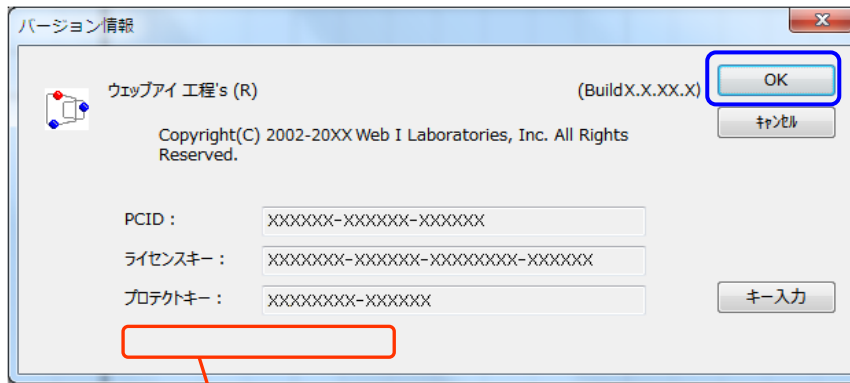 バージョン情報
ウェッブアイ 工程's (R) (BuildX.X.XX.X) OK
キャンセル
Copyright(C) 2002-20XX Web I Laboratories, Inc. All Rights
Reserved.
PCID : XXXXXX-XXXXXX-XXXXXX
ライセンスキー : XXXXXXX-XXXXXX-XXXXXXXX-XXXXXX
プロテクトキー : XXXXXXXX-XXXXXX キー入力